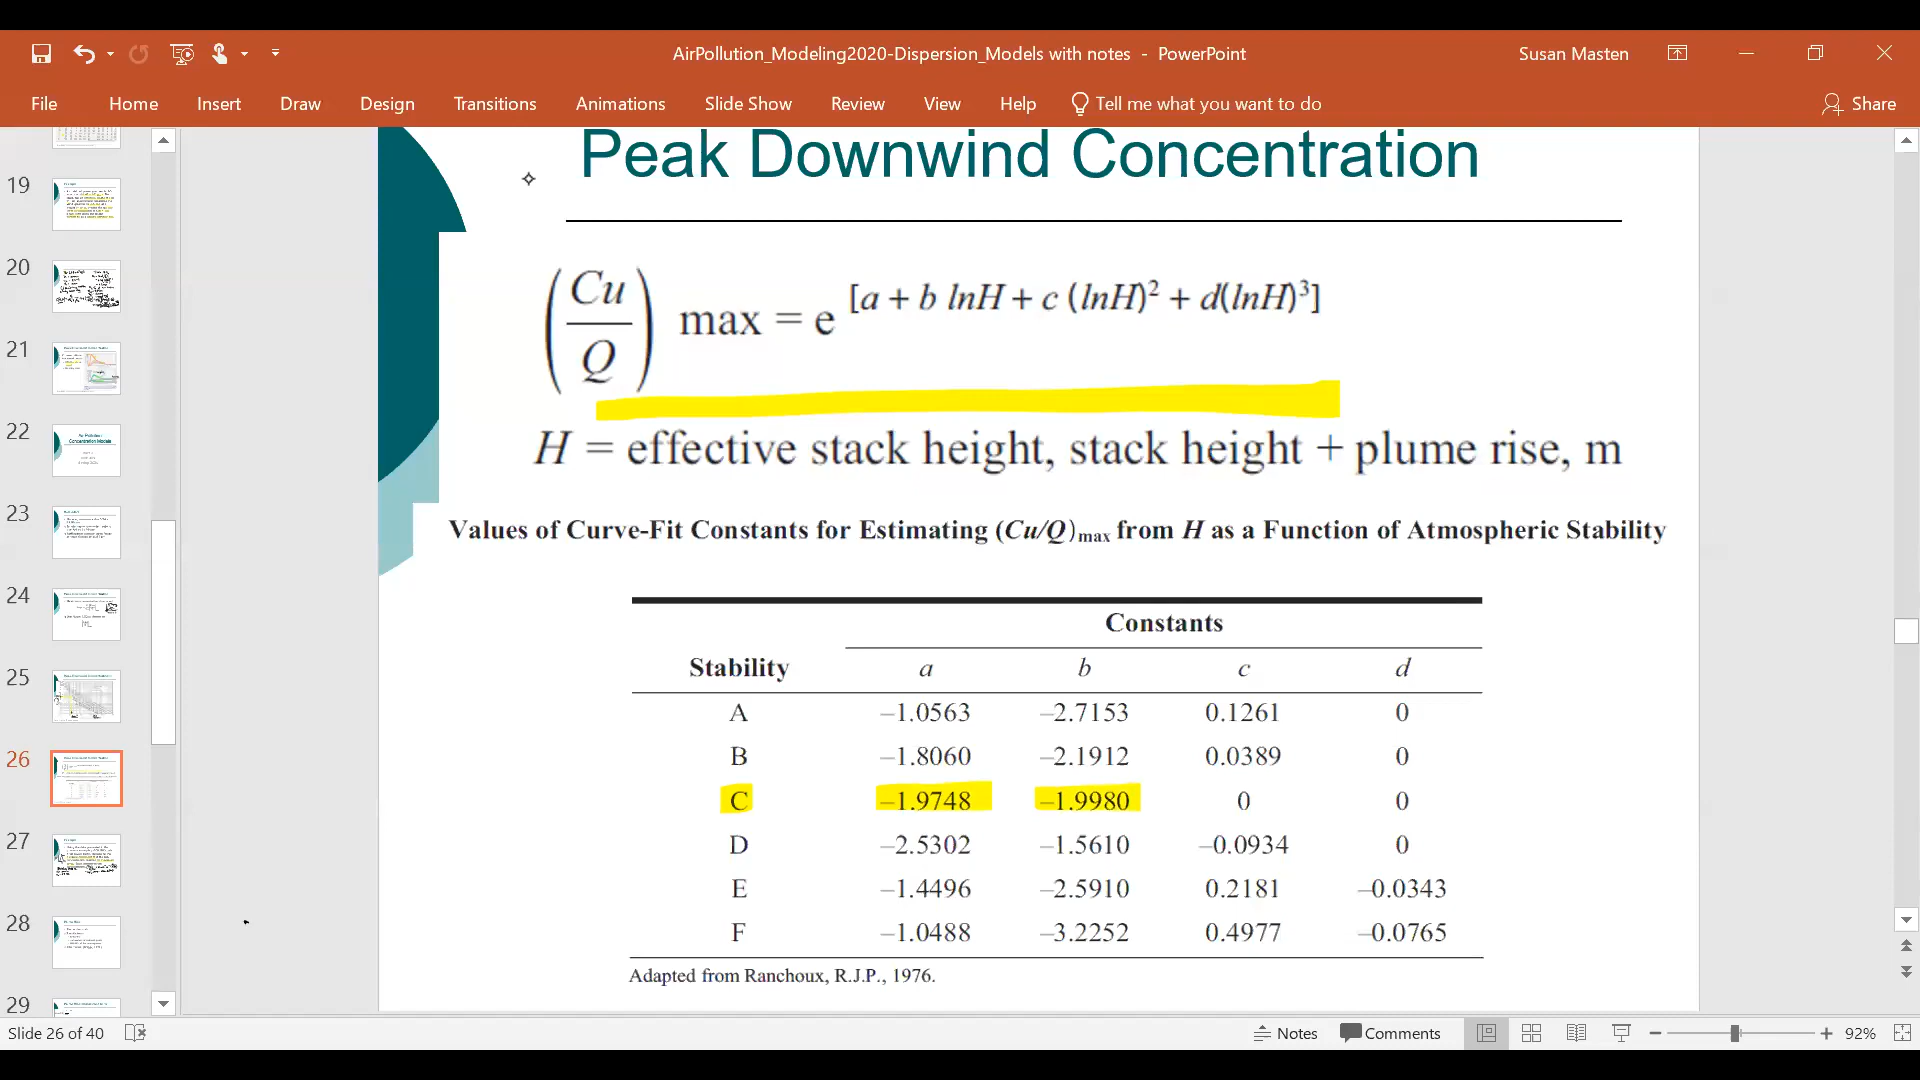 AirPollution_Modeling2020-Dispersion_Models with notes - PowerPoint
Susan Masten
File Home Insert Draw Design Transitions Animations Slide Show Review View Help Tell me what you want to do Share
19
20
21
22
23
24
25
26
27
28
29
Peak Downwind Concentration
(Cu/Q) max = e [a + b lnH + c (lnH)² + d(lnH)³]
H = effective stack height, stack height + plume rise, m
Values of Curve-Fit Constants for Estimating (Cu/Q)max from H as a Function of Atmospheric Stability
Constants
Stability a b c d
A –1.0563 –2.7153 0.1261 0
B –1.8060 –2.1912 0.0389 0
C –1.9748 –1.9980 0 0
D –2.5302 –1.5610 –0.0934 0
E –1.4496 –2.5910 0.2181 –0.0343
F –1.0488 –3.2252 0.4977 –0.0765
Adapted from Ranchoux, R.J.P., 1976.
Slide 26 of 40
Notes Comments 92%